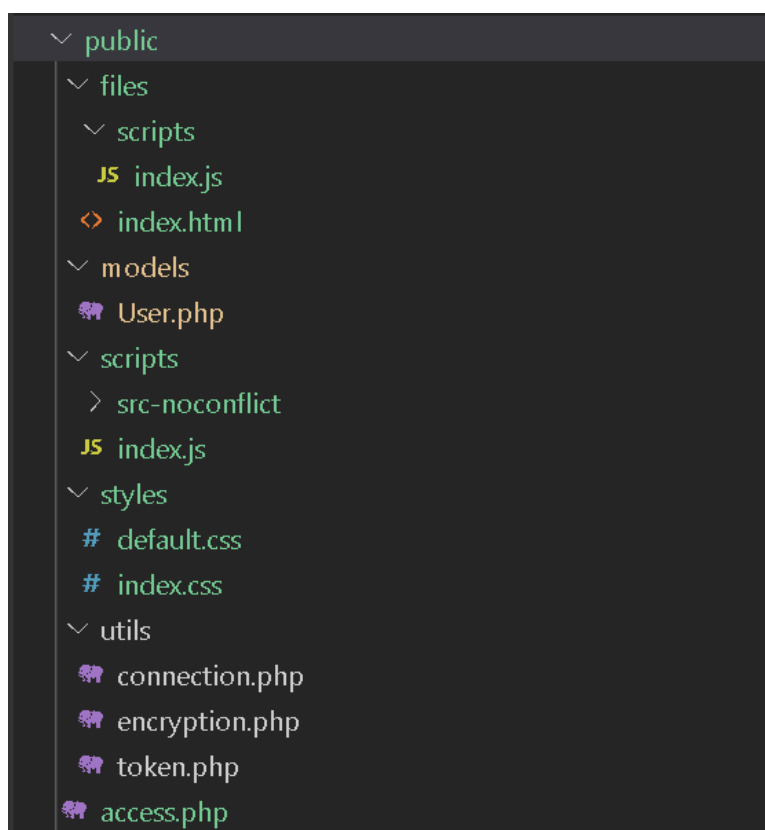 public
files
scripts
JS index.js
<> index.html
models
User.php
scripts
src-noconflict
JS index.js
styles
# default.css
# index.css
utils
connection.php
encryption.php
token.php
access.php